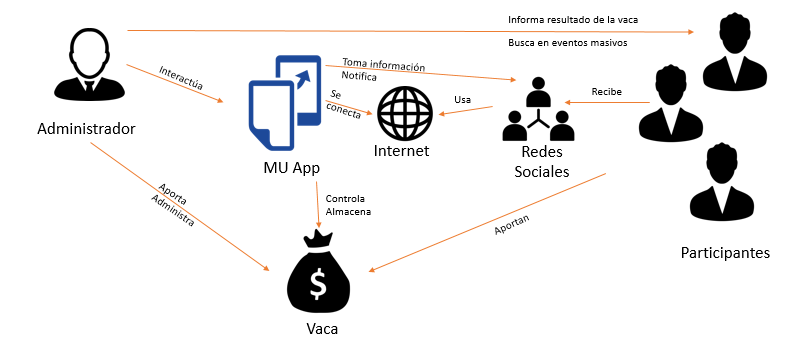 Informa resultado de la vaca
Busca en eventos masivos
Interactúa
Toma información
Notifica
Se
conecta
Usa
Recibe
Administrador
MU App
Internet
Redes
Sociales
Aporta
Administra
Controla
Almacena
Aportan
Participantes
$
Vaca